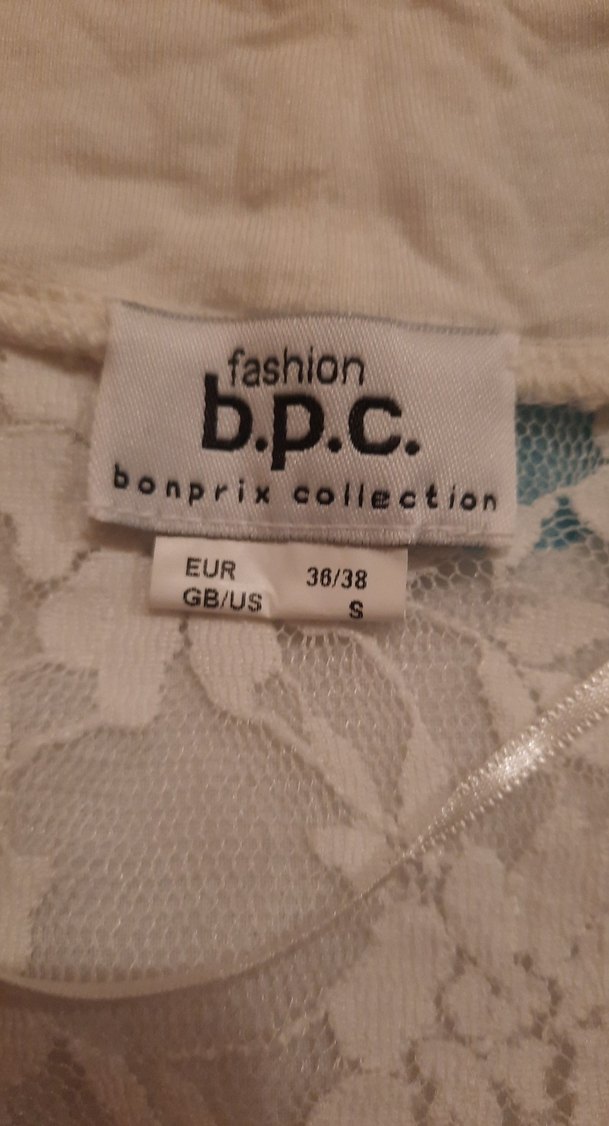 fashion
b.p.c.
bonprix collection
EUR 36/38
GB/US S